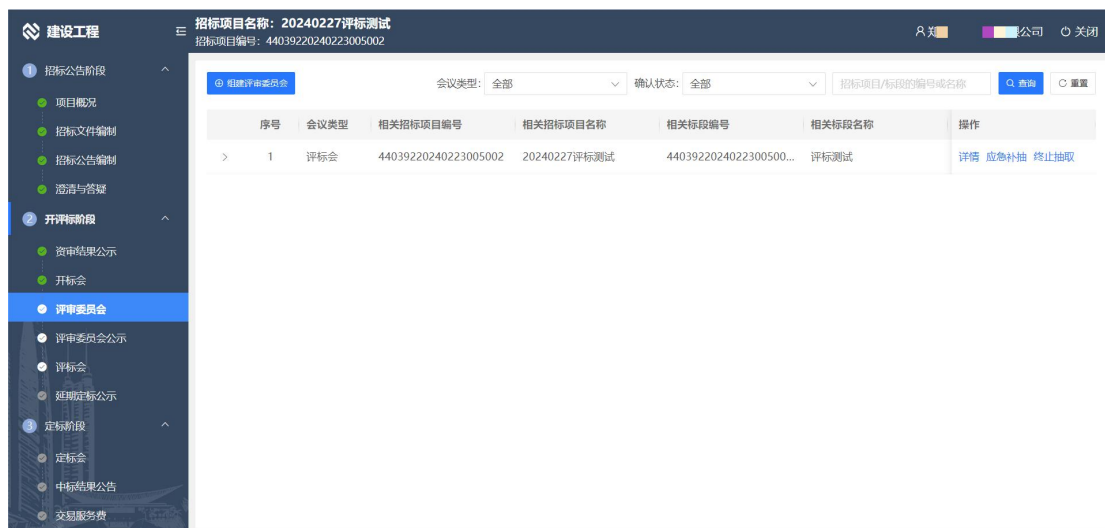 建设工程
招标项目名称：20240227评标测试
招标项目编号：44039220240223005002
公司 关闭
1 招标公告阶段
项目概况
招标文件编制
招标公告编制
澄清与答疑
2 开评标阶段
资审结果公示
开标会
评审委员会
评审委员会公示
评标会
延期定标公示
3 定标阶段
定标会
中标结果公告
交易服务费
组建评审委员会 会议类型： 全部 确认状态： 全部 招标项目/标段的编号或名称 查询 重置
序号 会议类型 相关招标项目编号 相关招标项目名称 相关标段编号 相关标段名称 操作
1 评标会 44039220240223005002 20240227评标测试 4403922024022300500... 评标测试 详情 应急补抽 终止抽取